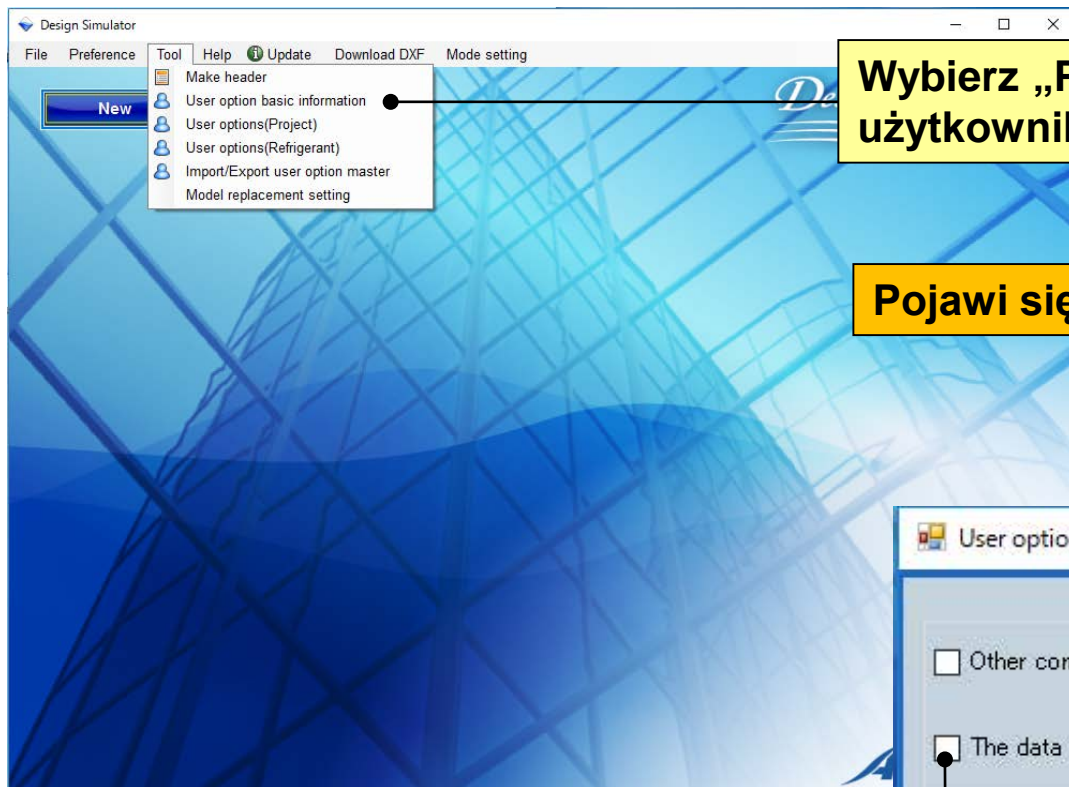 Design Simulator
File Preference Tool Help Update Download DXF Mode setting
Make header
User option basic information
User options(Project)
User options(Refrigerant)
Import/Export user option master
Model replacement setting
New
Wybierz „
użytkowni
Pojawi się
User optio
Other cor
The data